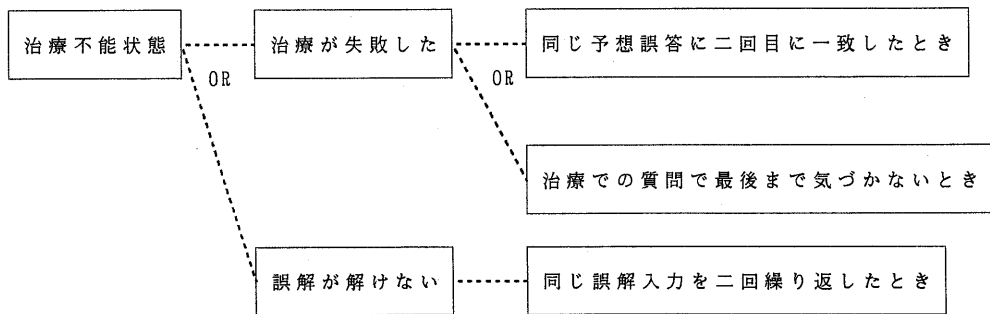 治療不能状態
治療が失敗した
同じ予想誤答に二回目に一致したとき
OR
OR
治療での質問で最後まで気づかないとき
誤解が解けない
同じ誤解入力を二回繰り返したとき